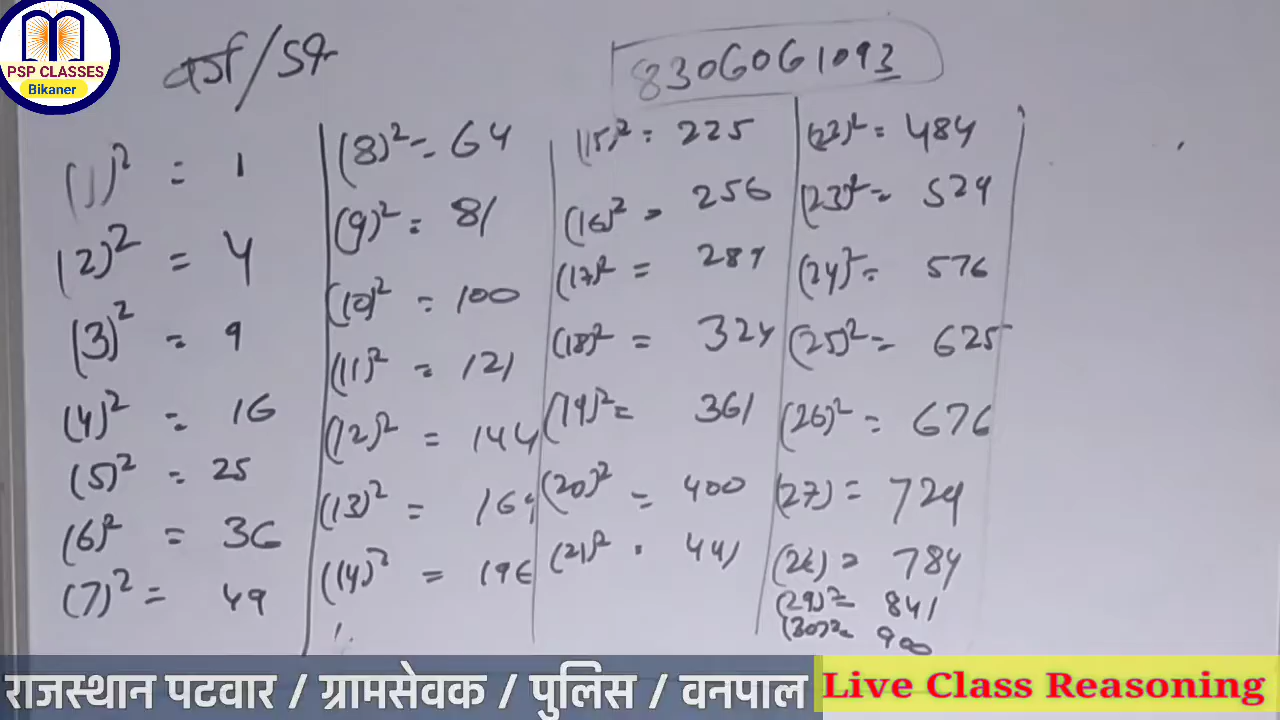 PSP CLASSES
Bikaner
वर्ग/Sq
8306061093
(1)² = 1
(2)² = 4
(3)² = 9
(4)² = 16
(5)² = 25
(6)² = 36
(7)² = 49
(8)² = 64
(9)² = 81
(10)² = 100
(11)² = 121
(12)² = 144
(13)² = 169
(14)² = 196
(15)² = 225
(16)² = 256
(17)² = 289
(18)² = 324
(19)² = 361
(20)² = 400
(21)² = 441
(22)² = 484
(23)² = 529
(24)² = 576
(25)² = 625
(26)² = 676
(27) = 729
(28) = 784
(29)² = 841
(30)² = 900
राजस्थान पटवार / ग्रामसेवक / पुलिस / वनपाल
Live Class Reasoning